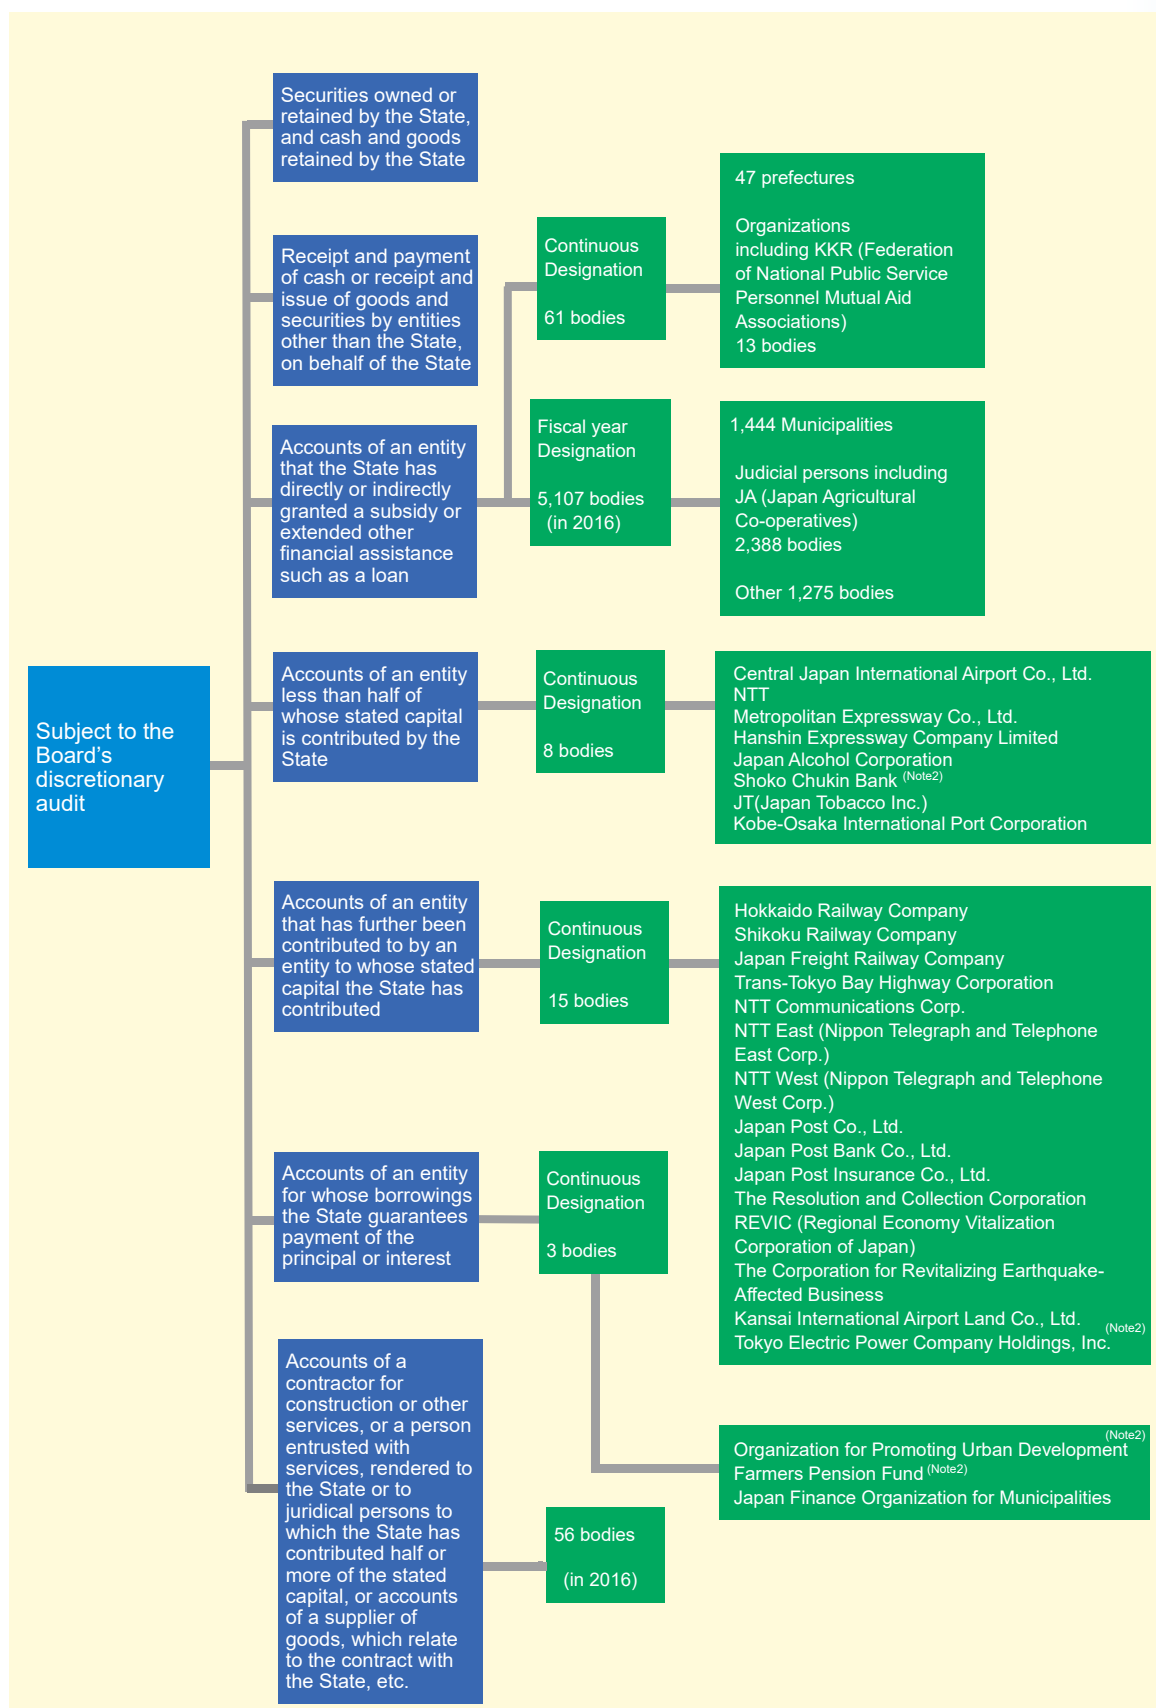 Subject to the
Board’s
discretionary
audit
Securities owned or
retained by the State,
and cash and goods
retained by the State
Receipt and payment
of cash or receipt and
issue of goods and
securities by entities
other than the State,
on behalf of the State
Accounts of an entity
that the State has
directly or indirectly
granted a subsidy or
extended other
financial assistance
such as a loan
Continuous
Designation
61 bodies
47 prefectures
Organizations
including KKR (Federation
of National Public Service
Personnel Mutual Aid
Associations)
13 bodies
Fiscal year
Designation
5,107 bodies
(in 2016)
1,444 Municipalities
Judicial persons including
JA (Japan Agricultural
Co-operatives)
2,388 bodies
Other 1,275 bodies
Accounts of an entity
less than half of
whose stated capital
is contributed by the
State
Continuous
Designation
8 bodies
Central Japan International Airport Co., Ltd.
NTT
Metropolitan Expressway Co., Ltd.
Hanshin Expressway Company Limited
Japan Alcohol Corporation
Shoko Chukin Bank (Note2)
JT(Japan Tobacco Inc.)
Kobe-Osaka International Port Corporation
Accounts of an entity
that has further been
contributed to by an
entity to whose stated
capital the State has
contributed
Continuous
Designation
15 bodies
Hokkaido Railway Company
Shikoku Railway Company
Japan Freight Railway Company
Trans-Tokyo Bay Highway Corporation
NTT Communications Corp.
NTT East (Nippon Telegraph and Telephone
East Corp.)
NTT West (Nippon Telegraph and Telephone
West Corp.)
Japan Post Co., Ltd.
Japan Post Bank Co., Ltd.
Japan Post Insurance Co., Ltd.
The Resolution and Collection Corporation
REVIC (Regional Economy Vitalization
Corporation of Japan)
The Corporation for Revitalizing Earthquake-
Affected Business
Kansai International Airport Land Co., Ltd.
Tokyo Electric Power Company Holdings, Inc. (Note2)
Accounts of an entity
for whose borrowings
the State guarantees
payment of the
principal or interest
Continuous
Designation
3 bodies
Organization for Promoting Urban Development (Note2)
Farmers Pension Fund (Note2)
Japan Finance Organization for Municipalities
Accounts of a
contractor for
construction or other
services, or a person
entrusted with
services, rendered to
the State or to
juridical persons to
which the State has
contributed half or
more of the stated
capital, or accounts
of a supplier of
goods, which relate
to the contract with
the State, etc.
56 bodies
(in 2016)